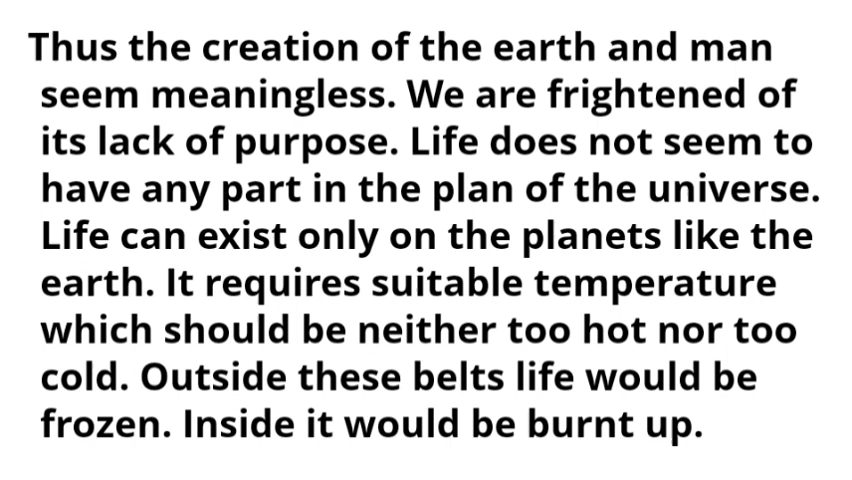 Thus the creation of the earth and man
seem meaningless. We are frightened of
its lack of purpose. Life does not seem to
have any part in the plan of the universe.
Life can exist only on the planets like the
earth. It requires suitable temperature
which should be neither too hot nor too
cold. Outside these belts life would be
frozen. Inside it would be burnt up.